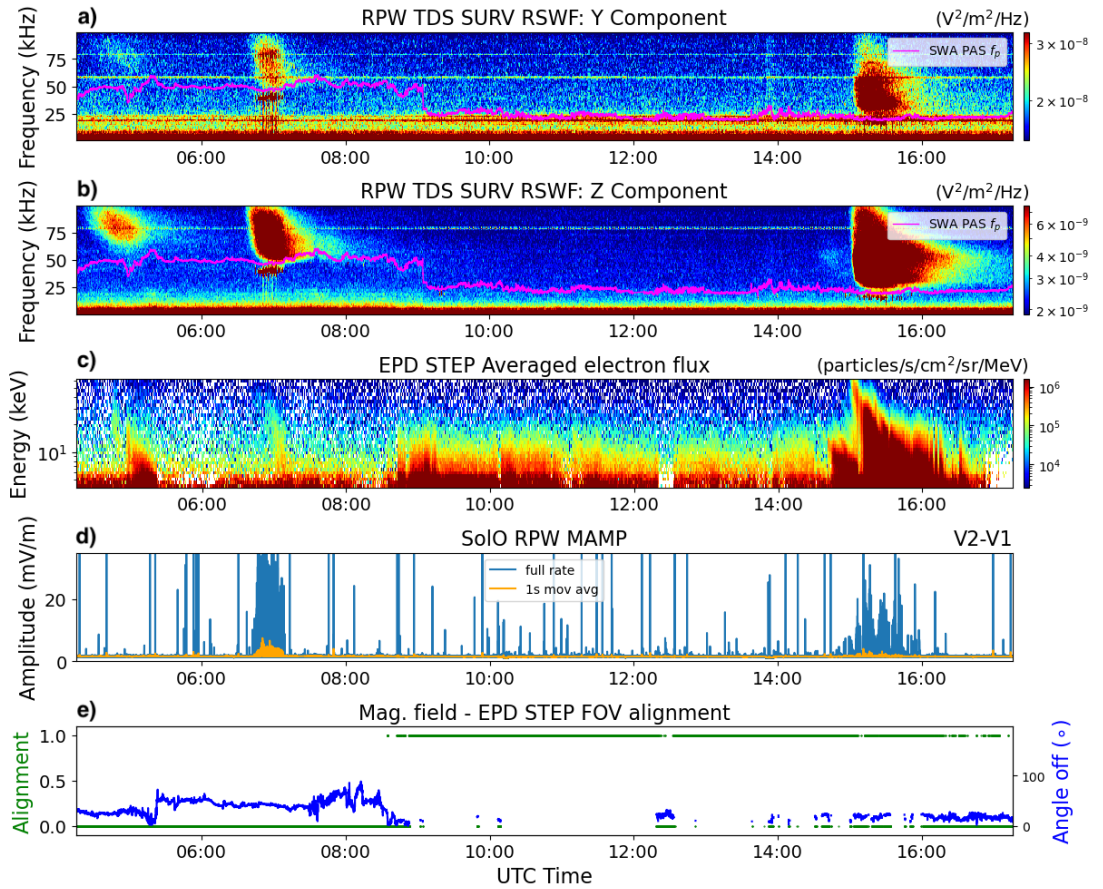 a) RPW TDS SURV RSWF: Y Component (V²/m²/Hz)
Frequency (kHz)
75
50
25
SWA PAS fₚ
3 × 10⁻⁸
2 × 10⁻⁸
06:00 08:00 10:00 12:00 14:00 16:00
b) RPW TDS SURV RSWF: Z Component (V²/m²/Hz)
Frequency (kHz)
75
50
25
SWA PAS fₚ
6 × 10⁻⁹
4 × 10⁻⁹
3 × 10⁻⁹
2 × 10⁻⁹
06:00 08:00 10:00 12:00 14:00 16:00
c) EPD STEP Averaged electron flux (particles/s/cm²/sr/MeV)
Energy (keV)
10¹
10⁶
10⁵
10⁴
06:00 08:00 10:00 12:00 14:00 16:00
d) SolO RPW MAMP V2-V1
Amplitude (mV/m)
20
0
full rate
1s mov avg
06:00 08:00 10:00 12:00 14:00 16:00
e) Mag. field - EPD STEP FOV alignment
Alignment
1.0
0.5
0.0
100
0
Angle off (∘)
06:00 08:00 10:00 12:00 14:00 16:00
UTC Time